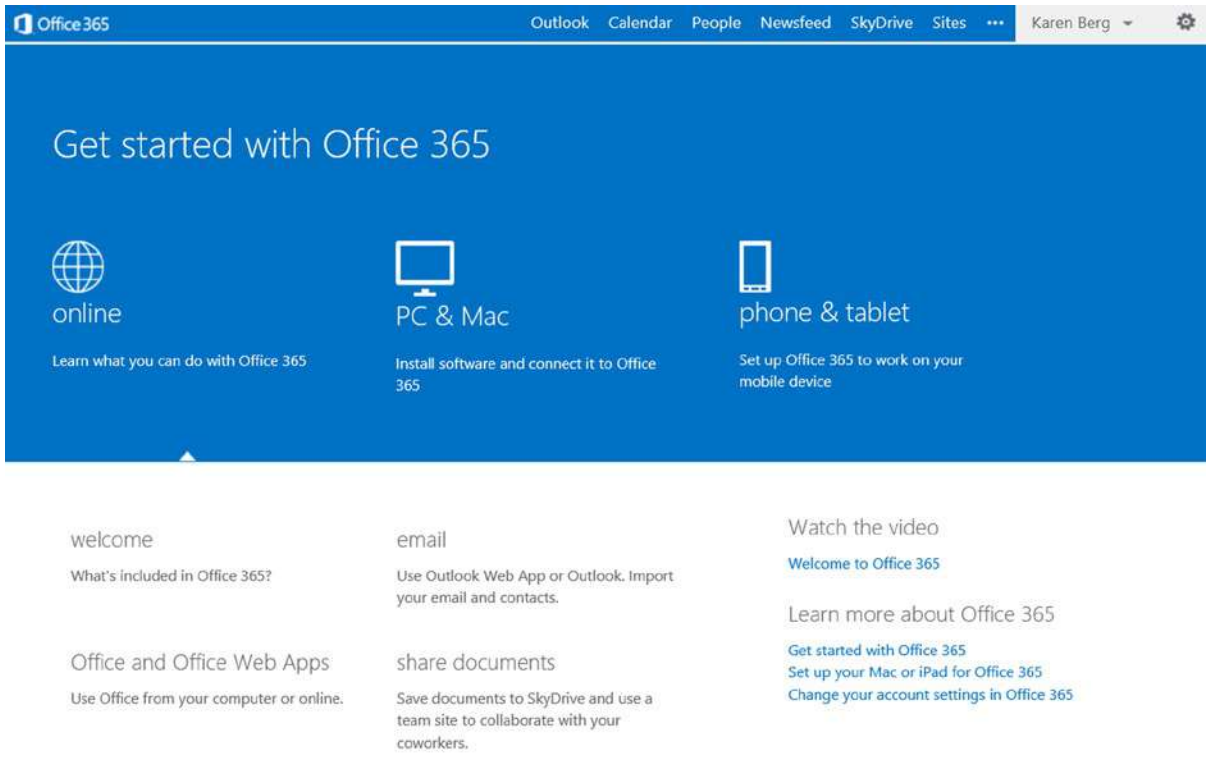 Office 365
Outlook Calendar People Newsfeed SkyDrive Sites ••• Karen Berg
Get started with Office 365
online
Learn what you can do with Office 365
PC & Mac
Install software and connect it to Office
365
phone & tablet
Set up Office 365 to work on your
mobile device
welcome
What's included in Office 365?
email
Use Outlook Web App or Outlook. Import
your email and contacts.
Office and Office Web Apps
Use Office from your computer or online.
share documents
Save documents to SkyDrive and use a
team site to collaborate with your
coworkers.
Watch the video
Welcome to Office 365
Learn more about Office 365
Get started with Office 365
Set up your Mac or iPad for Office 365
Change your account settings in Office 365